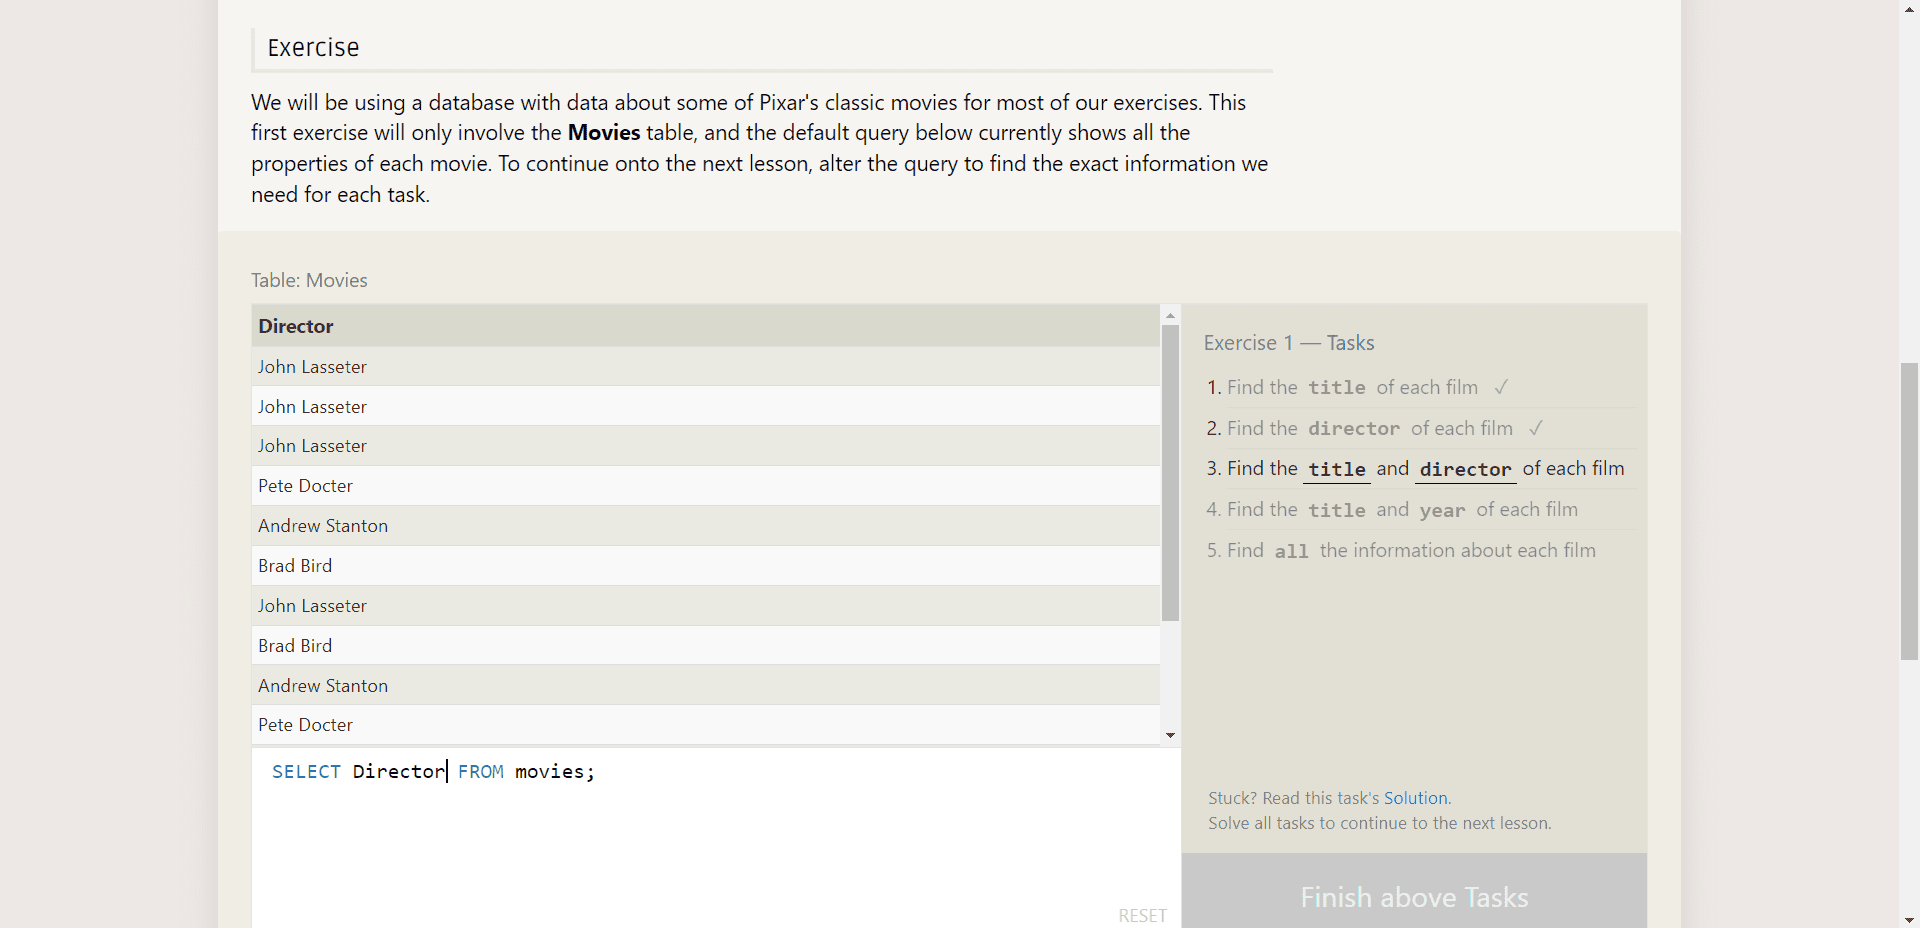 Exercise
We will be using a database with data about some of Pixar's classic movies for most of our exercises. This
first exercise will only involve the Movies table, and the default query below currently shows all the
properties of each movie. To continue onto the next lesson, alter the query to find the exact information we
need for each task.
Table: Movies
Director
John Lasseter
John Lasseter
John Lasseter
Pete Docter
Andrew Stanton
Brad Bird
John Lasseter
Brad Bird
Andrew Stanton
Pete Docter
SELECT Director FROM movies;
RESET
Exercise 1 — Tasks
1. Find the title of each film ✓
2. Find the director of each film ✓
3. Find the title and director of each film
4. Find the title and year of each film
5. Find all the information about each film
Stuck? Read this task's Solution.
Solve all tasks to continue to the next lesson.
Finish above Tasks